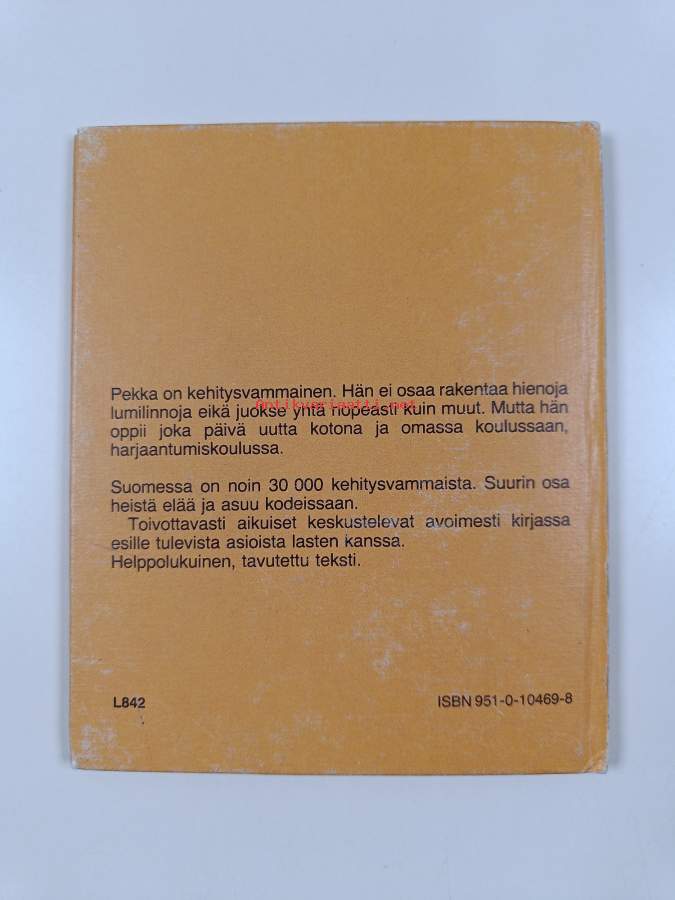 Pekka on kehitysvammainen. Hän ei osaa rakentaa hienoja
lumilinnoja eikä juokse yhtä nopeasti kuin muut. Mutta hän
oppii joka päivä uutta kotona ja omassa koulussaan,
harjaantumiskoulussa.
Suomessa on noin 30 000 kehitysvammaista. Suurin osa
heistä elää ja asuu kodeissaan.
Toivottavasti aikuiset keskustelevat avoimesti kirjassa
esille tulevista asioista lasten kanssa.
Helppolukuinen, tavutettu teksti.
L842
ISBN 951-0-10469-8